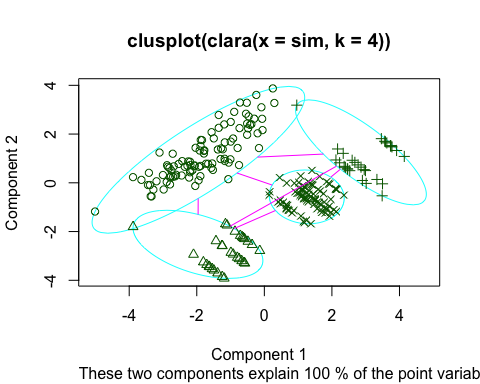 clusplot(clara(x = sim, k = 4))
Component 2
4
2
0
-2
-4
-4
-2
0
2
4
Component 1
These two components explain 100 % of the point variab